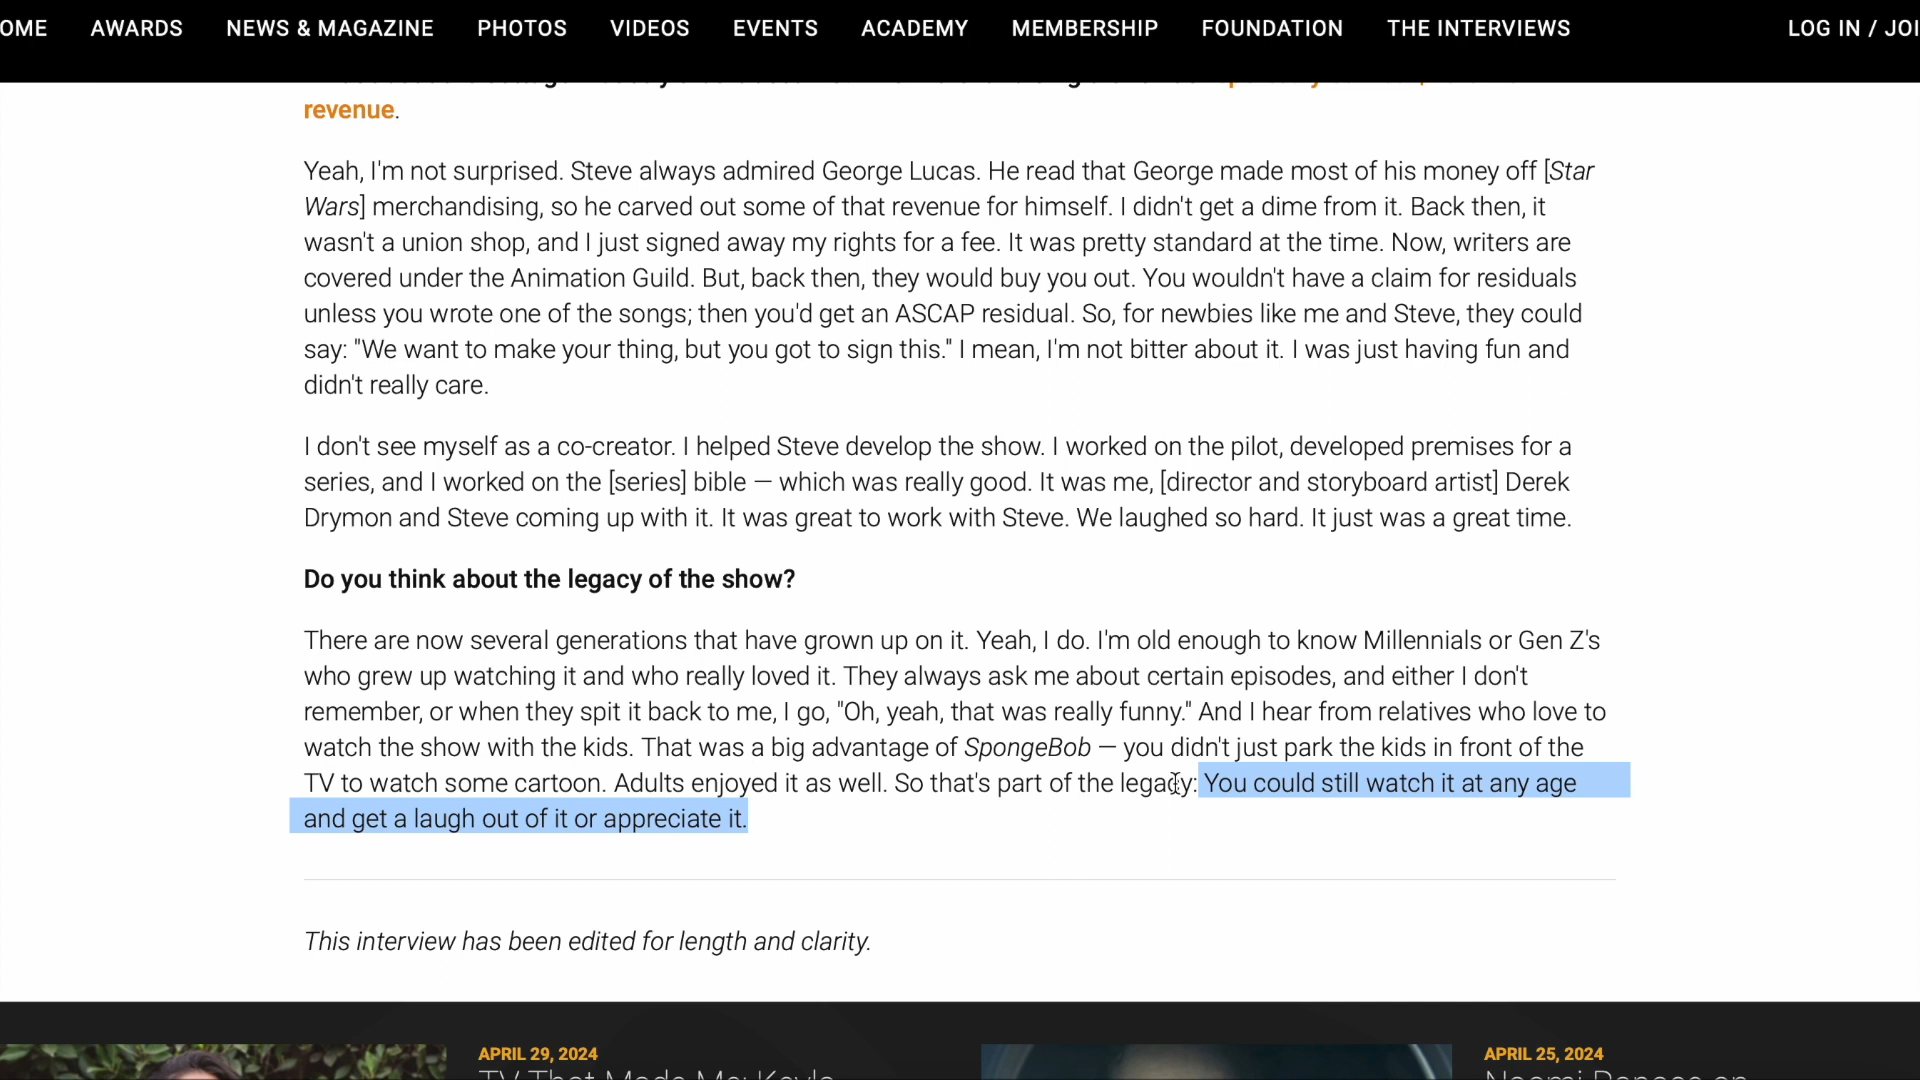 OME AWARDS NEWS & MAGAZINE PHOTOS VIDEOS EVENTS ACADEMY MEMBERSHIP FOUNDATION THE INTERVIEWS LOG IN / JOI
revenue.
Yeah, I'm not surprised. Steve always admired George Lucas. He read that George made most of his money off [Star
Wars] merchandising, so he carved out some of that revenue for himself. I didn't get a dime from it. Back then, it
wasn't a union shop, and I just signed away my rights for a fee. It was pretty standard at the time. Now, writers are
covered under the Animation Guild. But, back then, they would buy you out. You wouldn't have a claim for residuals
unless you wrote one of the songs; then you'd get an ASCAP residual. So, for newbies like me and Steve, they could
say: "We want to make your thing, but you got to sign this." I mean, I'm not bitter about it. I was just having fun and
didn't really care.
I don't see myself as a co-creator. I helped Steve develop the show. I worked on the pilot, developed premises for a
series, and I worked on the [series] bible — which was really good. It was me, [director and storyboard artist] Derek
Drymon and Steve coming up with it. It was great to work with Steve. We laughed so hard. It just was a great time.
Do you think about the legacy of the show?
There are now several generations that have grown up on it. Yeah, I do. I'm old enough to know Millennials or Gen Z's
who grew up watching it and who really loved it. They always ask me about certain episodes, and either I don't
remember, or when they spit it back to me, I go, "Oh, yeah, that was really funny." And I hear from relatives who love to
watch the show with the kids. That was a big advantage of SpongeBob — you didn't just park the kids in front of the
TV to watch some cartoon. Adults enjoyed it as well. So that's part of the legacy: You could still watch it at any age
and get a laugh out of it or appreciate it.
This interview has been edited for length and clarity.
APRIL 29, 2024
TV That Made Me: Kayla
APRIL 25, 2024